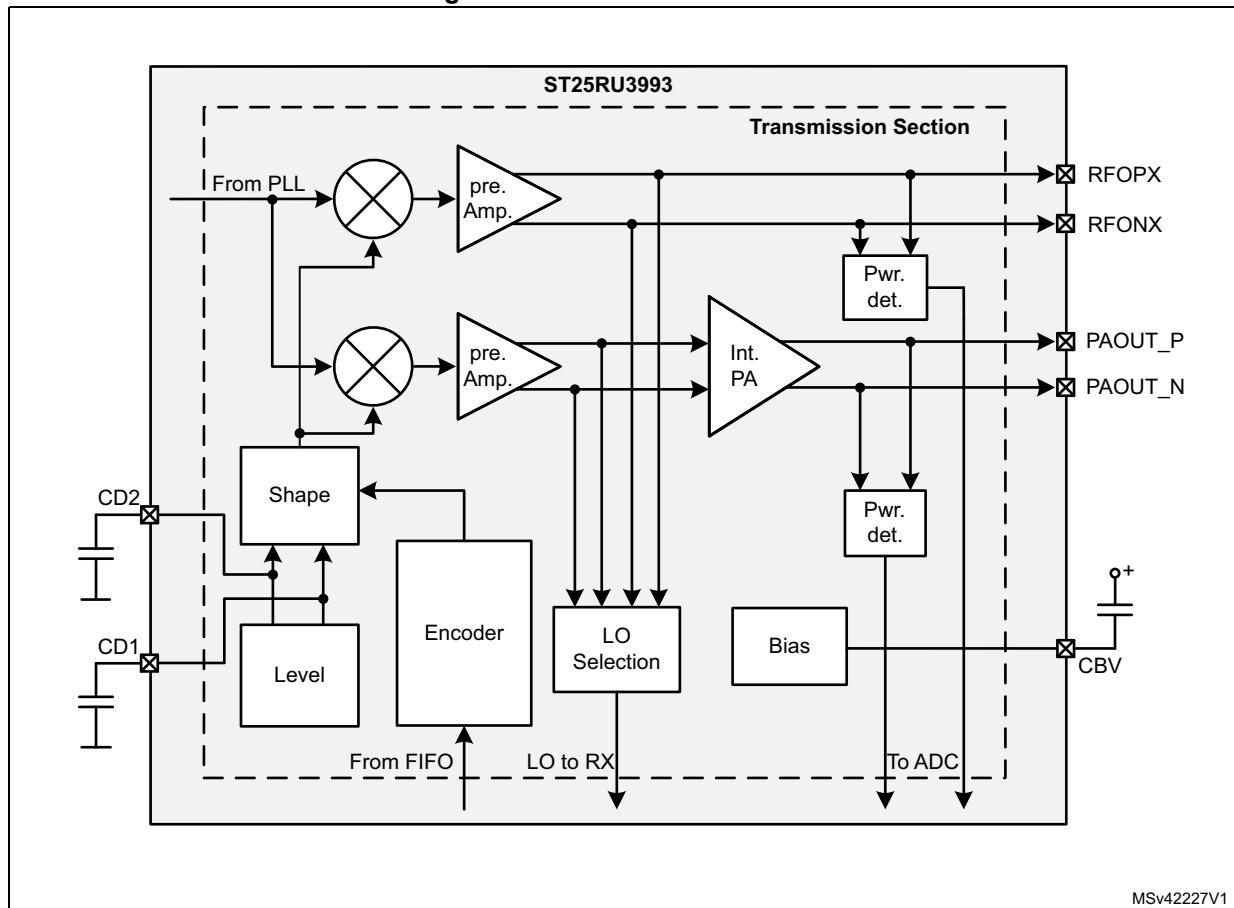 ST25RU3993
Transmission Section
From PLL
pre.
Amp.
RFOPX
RFONX
Pwr.
det.
pre.
Amp.
Int.
PA
PAOUT_P
PAOUT_N
CD2
Shape
Pwr.
det.
Encoder
LO
Selection
Bias
+
CD1
Level
CBV
From FIFO
LO to RX
To ADC
MSv42227V1